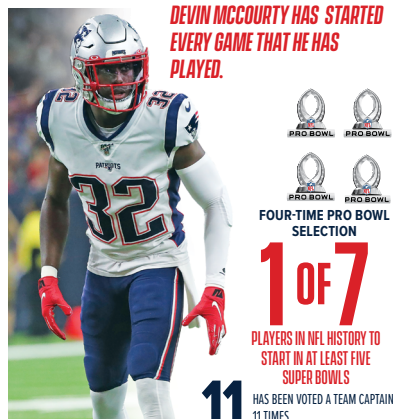 DEVIN MCCOURTY HAS STARTED
EVERY GAME THAT HE HAS
PLAYED.
32
32
PATRIOTS
32
PRO BOWL
PRO BOWL
PRO BOWL
PRO BOWL
FOUR-TIME PRO BOWL
SELECTION
1 OF 7
PLAYERS IN NFL HISTORY TO
START IN AT LEAST FIVE
SUPER BOWLS
11
HAS BEEN VOTED A TEAM CAPTAIN
11 TIMES